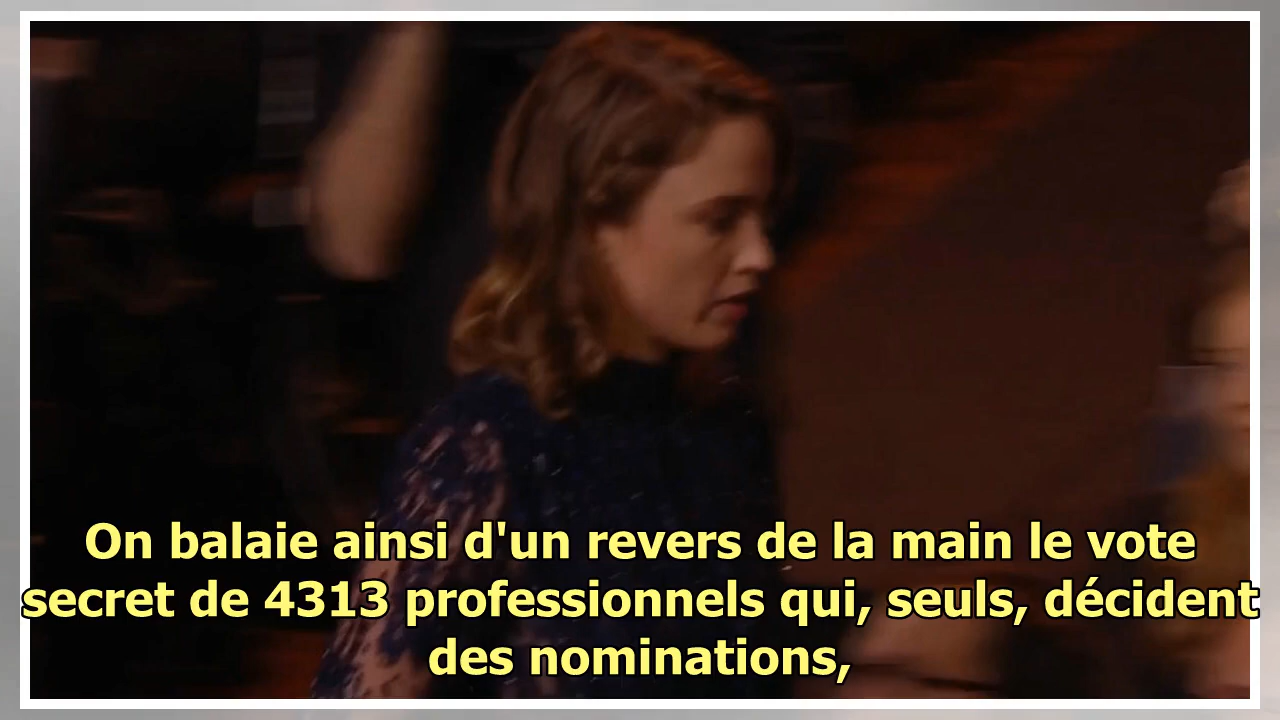 On balaie ainsi d'un revers de la main le vote
secret de 4313 professionnels qui, seuls, décident
des nominations,